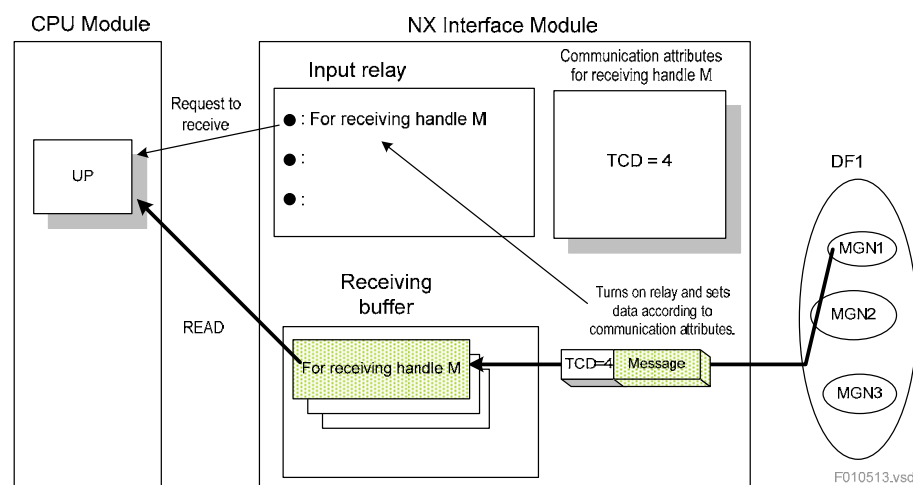 CPU Module
NX Interface Module
Input relay
Communication attributes
for receiving handle M
Request to
receive
● : For receiving handle M
● :
● :
UP
TCD = 4
DF1
MGN1
MGN2
MGN3
Receiving
buffer
Turns on relay and sets
data according to
communication attributes.
READ
For receiving handle M
TCD=4
Message
F010513.vsd